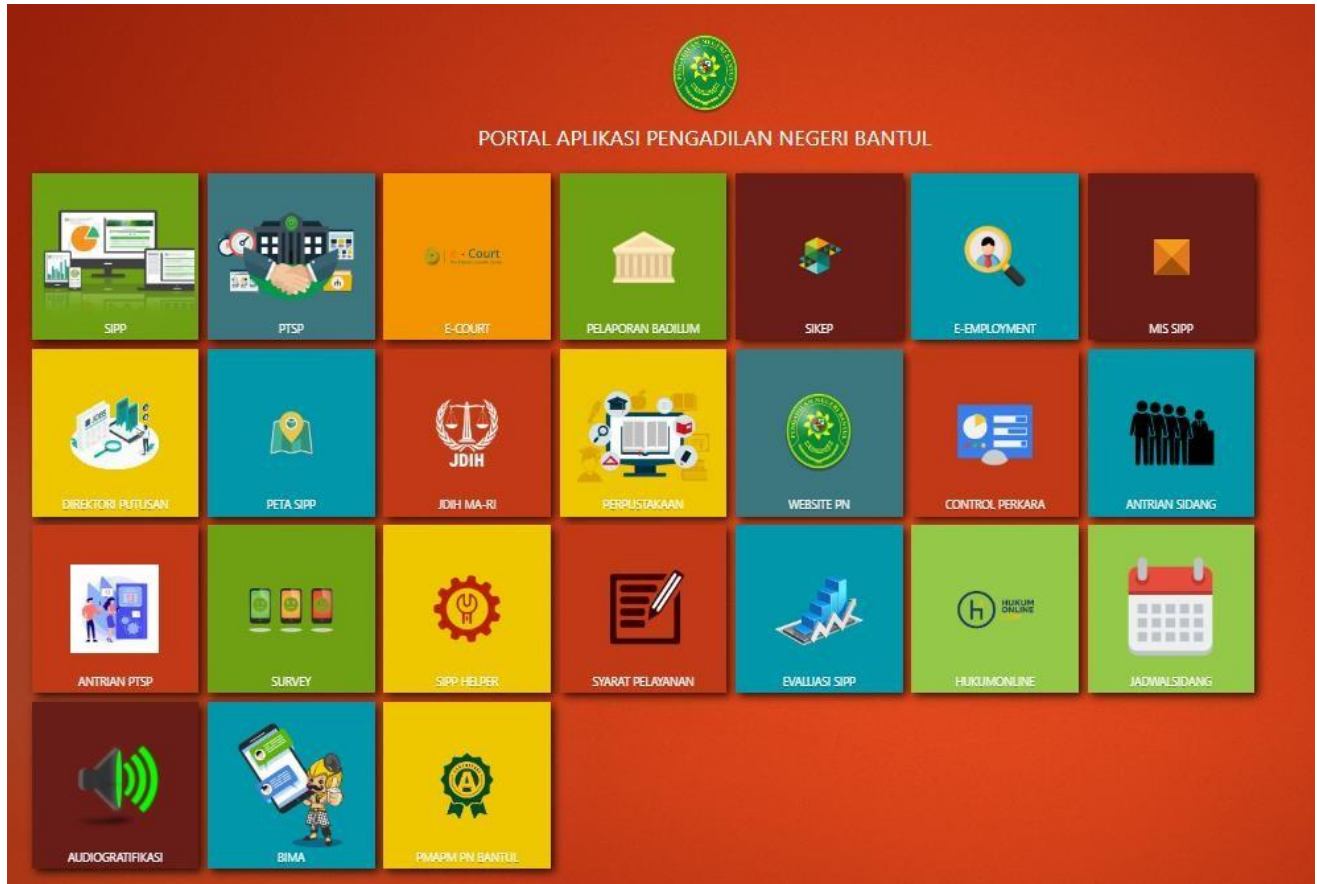 PORTAL APLIKASI PENGADILAN NEGERI BANTUL
e - Court
SIPP
PTSP
E-COURT
PELAPORAN BADILUM
SIKEP
E-EMPLOYMENT
MIS SIPP
JOBS
JDIH
DIREKTORI PUTUSAN
PETA SIPP
JDIH MA-RI
PERPUSTAKAAN
WEBSITE PN
CONTROL PERKARA
ANTRIAN SIDANG
h
HUKUM
ONLINE
ANTRIAN PTSP
SURVEY
SIPP HELPER
SYARAT PELAYANAN
EVALUASI SIPP
HUKUMONLINE
JADWALSIDANG
A
AUDIOGRATIFIKASI
BIMA
PMAPM PN BANTUL